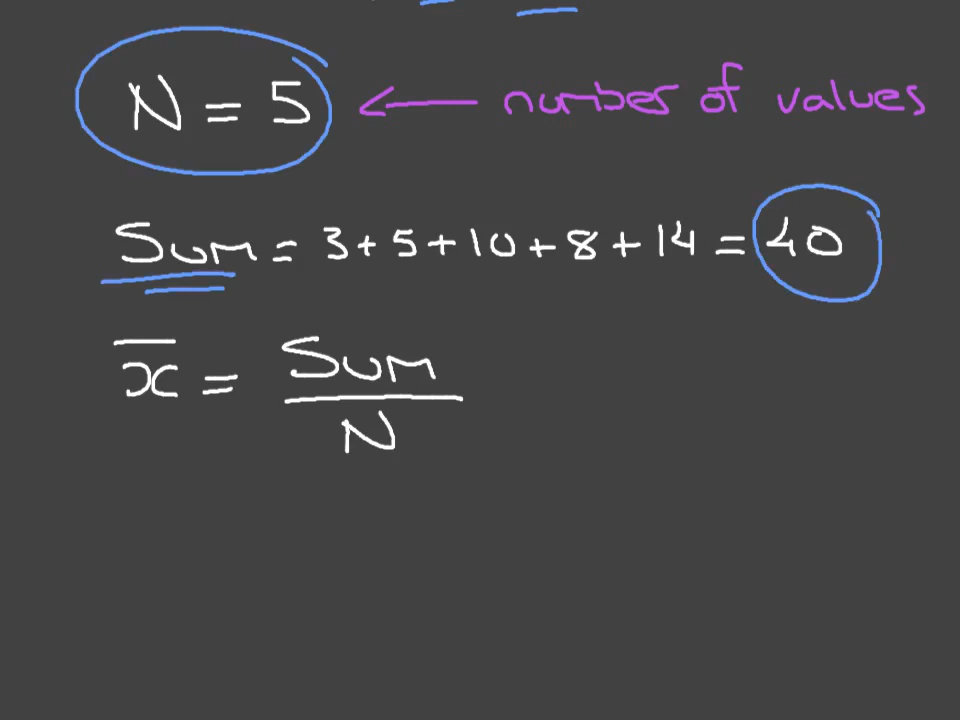 N = 5 ← number of values
Sum = 3 + 5 + 10 + 8 + 14 = 40
x̅ = Sum / N